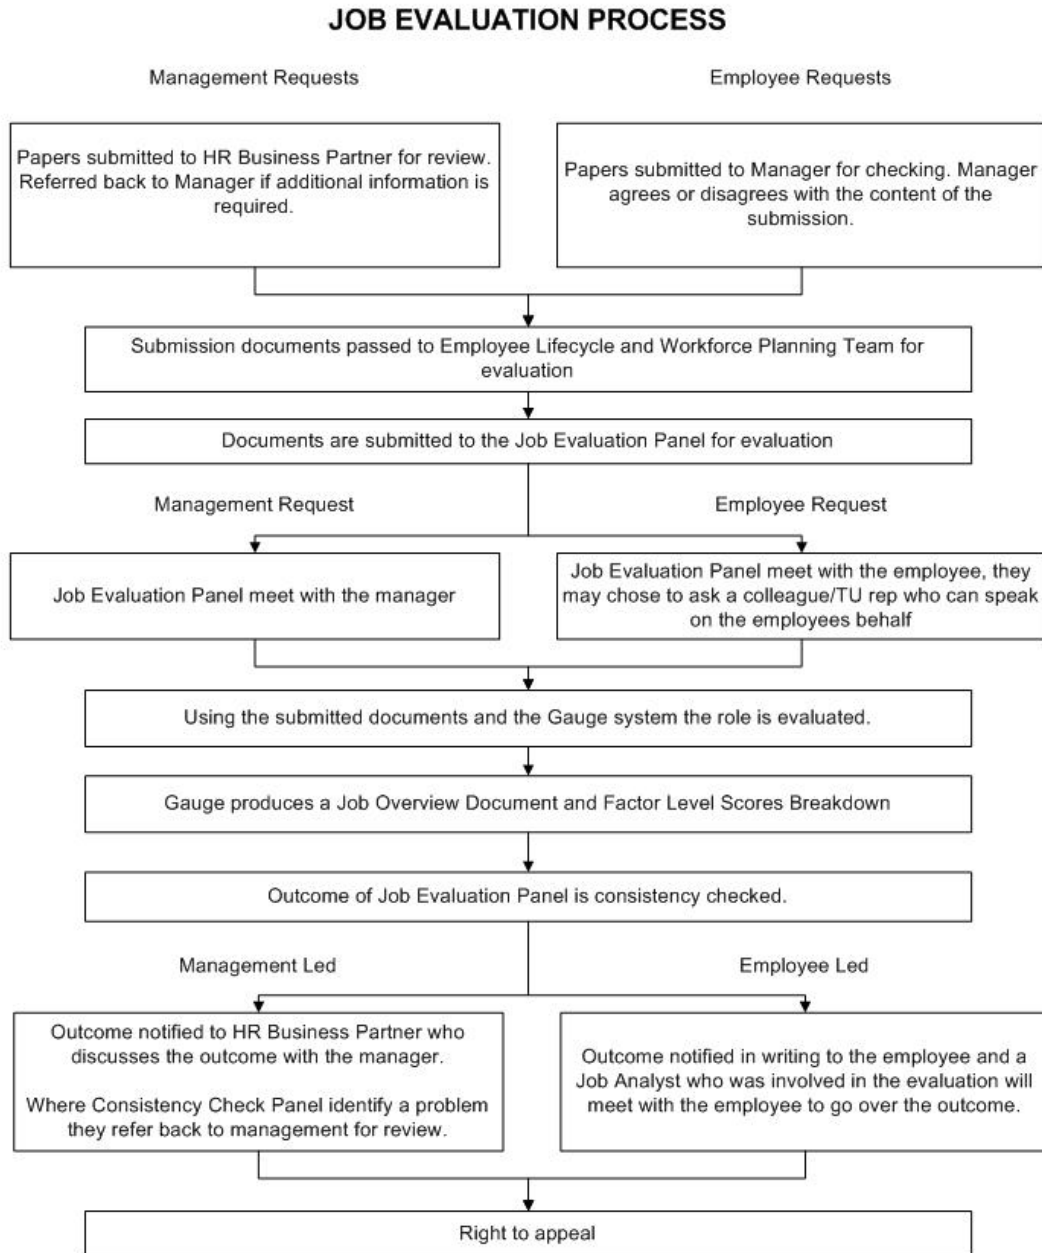 JOB EVALUATION PROCESS
Management Requests
Employee Requests
Papers submitted to HR Business Partner for review.
Referred back to Manager if additional information is
required.
Papers submitted to Manager for checking. Manager
agrees or disagrees with the content of the
submission.
Submission documents passed to Employee Lifecycle and Workforce Planning Team for
evaluation
Documents are submitted to the Job Evaluation Panel for evaluation
Management Request
Employee Request
Job Evaluation Panel meet with the manager
Job Evaluation Panel meet with the employee, they
may chose to ask a colleague/TU rep who can speak
on the employees behalf
Using the submitted documents and the Gauge system the role is evaluated.
Gauge produces a Job Overview Document and Factor Level Scores Breakdown
Outcome of Job Evaluation Panel is consistency checked.
Management Led
Employee Led
Outcome notified to HR Business Partner who
discusses the outcome with the manager.
Where Consistency Check Panel identify a problem
they refer back to management for review.
Outcome notified in writing to the employee and a
Job Analyst who was involved in the evaluation will
meet with the employee to go over the outcome.
Right to appeal